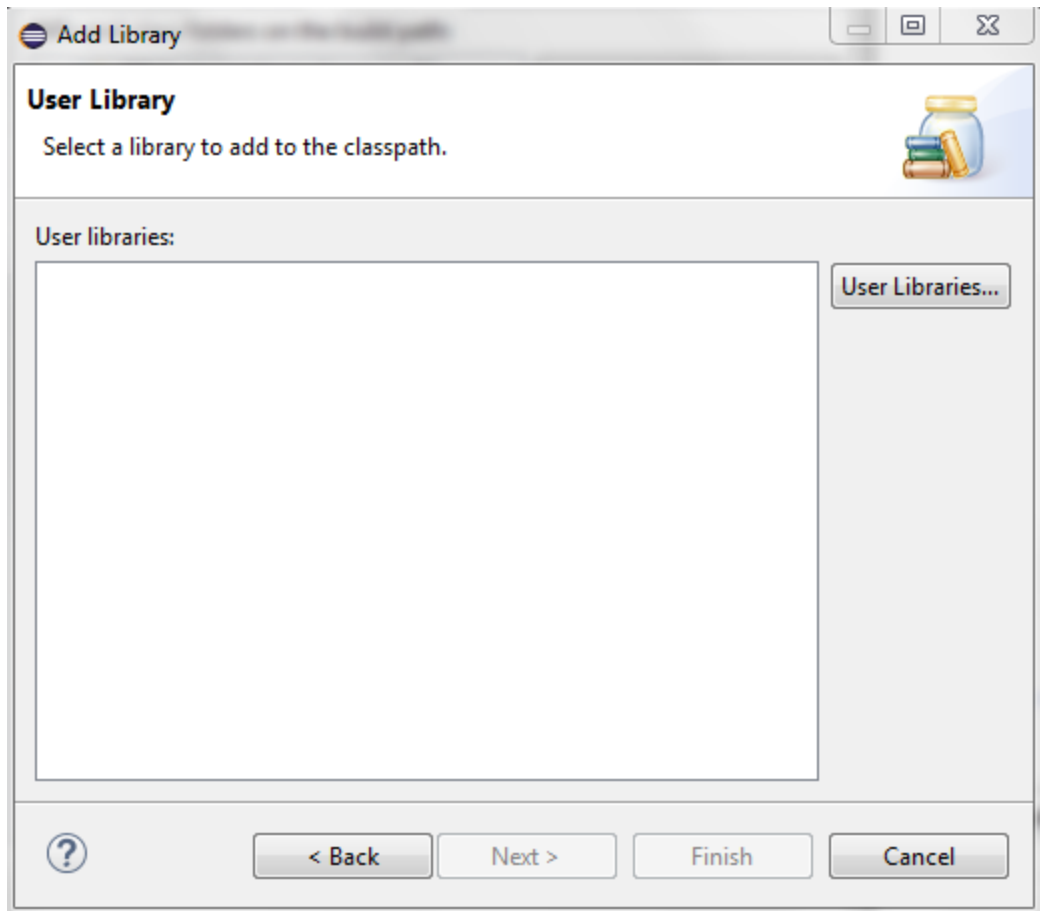 Add Library
User Library
Select a library to add to the classpath.
User libraries:
User Libraries...
?
< Back
Next >
Finish
Cancel